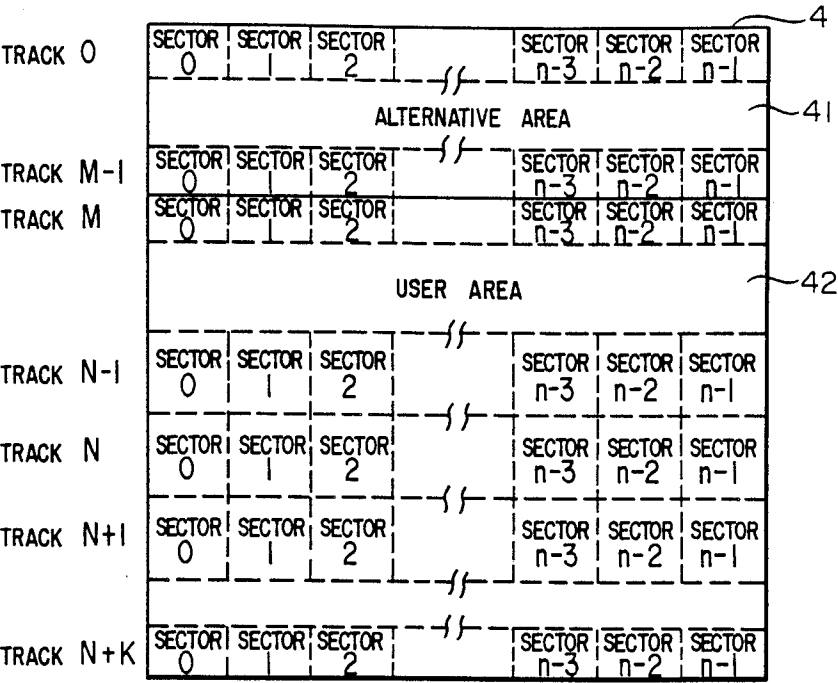 4
TRACK 0 SECTOR 0 SECTOR 1 SECTOR 2 SECTOR n-3 SECTOR n-2 SECTOR n-1
ALTERNATIVE AREA 41
TRACK M-1 SECTOR 0 SECTOR 1 SECTOR 2 SECTOR n-3 SECTOR n-2 SECTOR n-1
TRACK M SECTOR 0 SECTOR 1 SECTOR 2 SECTOR n-3 SECTOR n-2 SECTOR n-1
USER AREA 42
TRACK N-1 SECTOR 0 SECTOR 1 SECTOR 2 SECTOR n-3 SECTOR n-2 SECTOR n-1
TRACK N SECTOR 0 SECTOR 1 SECTOR 2 SECTOR n-3 SECTOR n-2 SECTOR n-1
TRACK N+1 SECTOR 0 SECTOR 1 SECTOR 2 SECTOR n-3 SECTOR n-2 SECTOR n-1
TRACK N+K SECTOR 0 SECTOR 1 SECTOR 2 SECTOR n-3 SECTOR n-2 SECTOR n-1